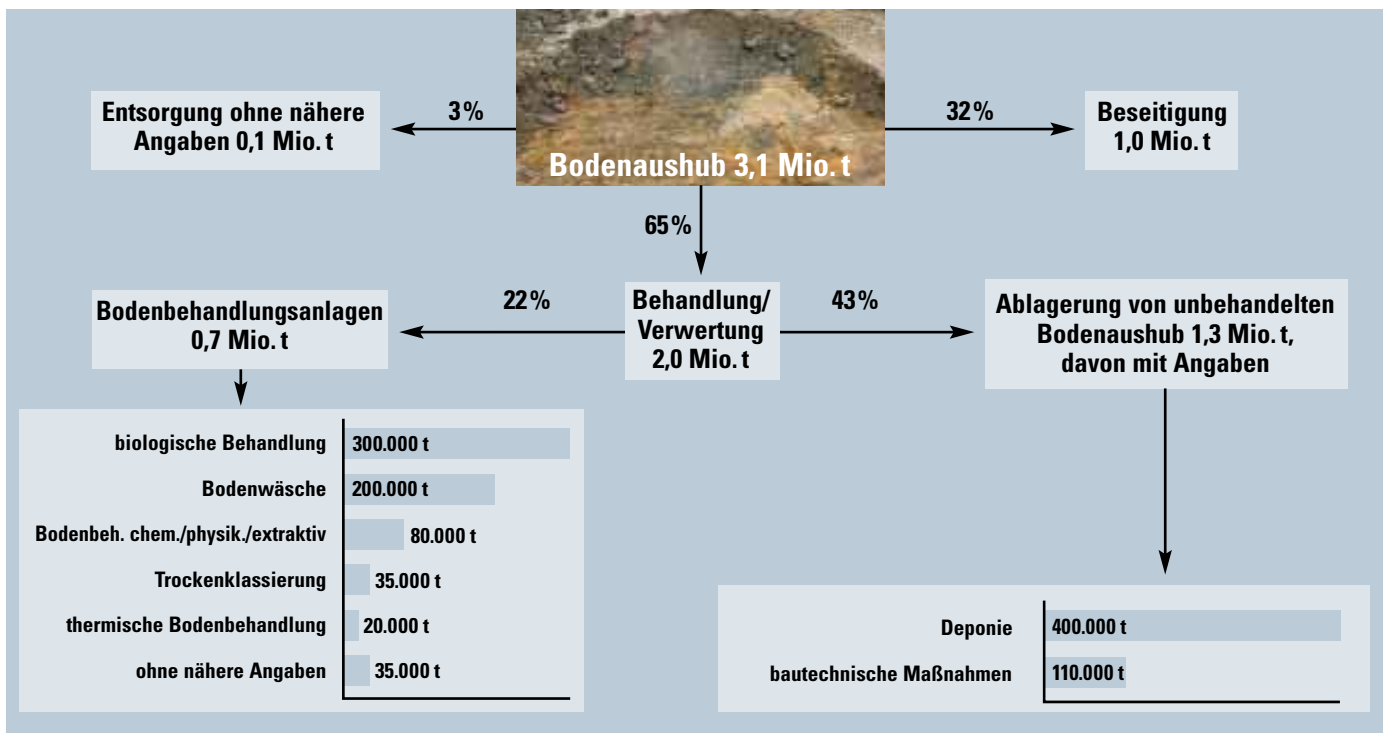 Entsorgung ohne nähere
Angaben 0,1 Mio. t
3 %
Bodenaushub 3,1 Mio. t
32 %
Beseitigung
1,0 Mio. t
65 %
Bodenbehandlungsanlagen
0,7 Mio. t
22 %
Behandlung/
Verwertung
2,0 Mio. t
43 %
Ablagerung von unbehandelten
Bodenaushub 1,3 Mio. t,
davon mit Angaben
biologische Behandlung 300.000 t
Bodenwäsche 200.000 t
Bodenbeh. chem./physik./extraktiv 80.000 t
Trockenklassierung 35.000 t
thermische Bodenbehandlung 20.000 t
ohne nähere Angaben 35.000 t
Deponie 400.000 t
bautechnische Maßnahmen 110.000 t